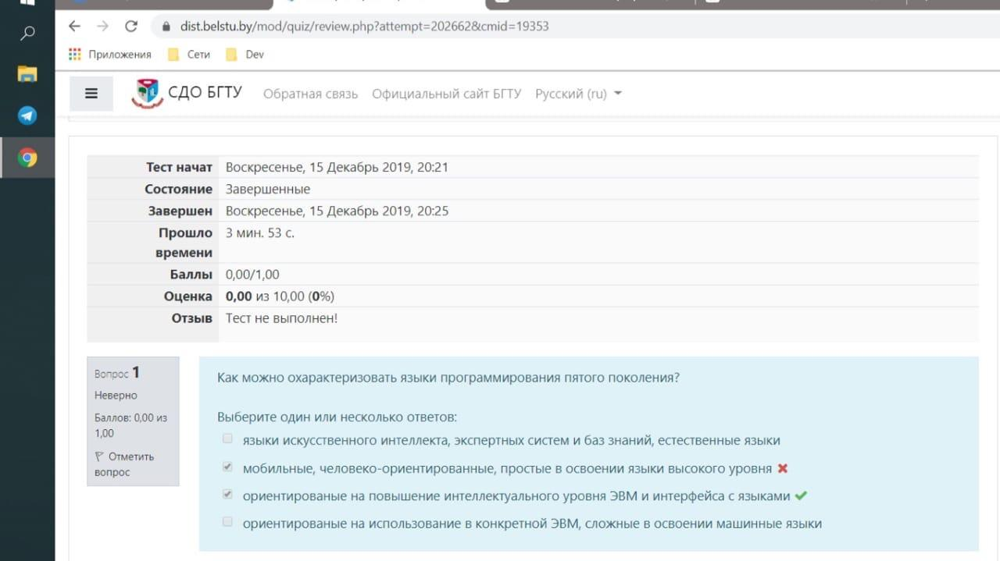 dist.belstu.by/mod/quiz/review.php?attempt=202662&cmid=19353
Приложения Сети Dev
СДО БГТУ Обратная связь Официальный сайт БГТУ Русский (ru)
Тест начат Воскресенье, 15 Декабрь 2019, 20:21
Состояние Завершенные
Завершен Воскресенье, 15 Декабрь 2019, 20:25
Прошло 3 мин. 53 с.
времени
Баллы 0,00/1,00
Оценка 0,00 из 10,00 (0%)
Отзыв Тест не выполнен!
Вопрос 1
Неверно
Баллов: 0,00 из
1,00
Отметить
вопрос
Как можно охарактеризовать языки программирования пятого поколения?
Выберите один или несколько ответов:
языки искусственного интеллекта, экспертных систем и баз знаний, естественные языки
мобильные, человеко-ориентированные, простые в освоении языки высокого уровня
ориентированые на повышение интеллектуального уровня ЭВМ и интерфейса с языками
ориентированые на использование в конкретной ЭВМ, сложные в освоении машинные языки